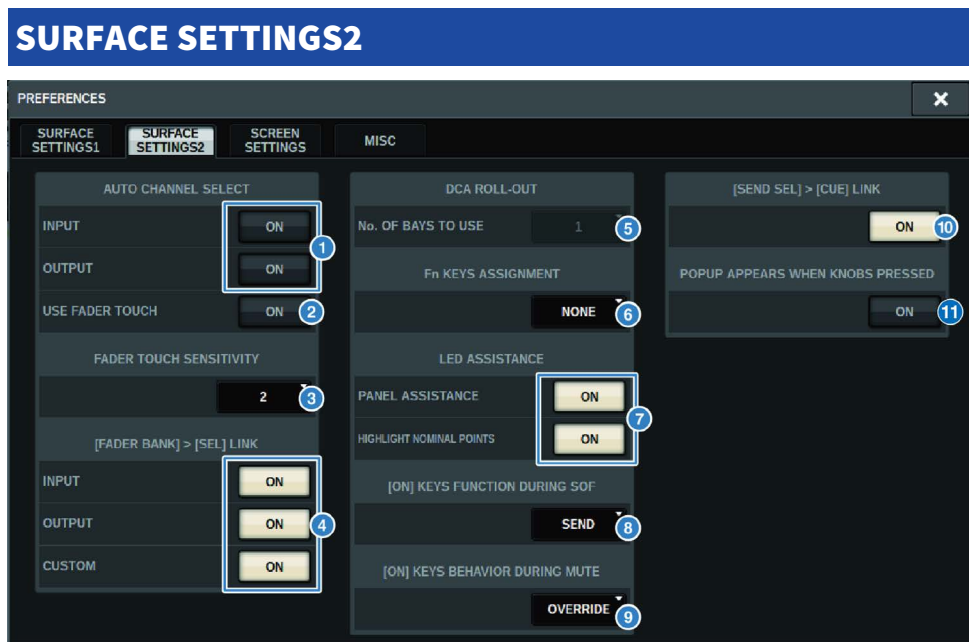 SURFACE SETTINGS2
PREFERENCES
×
SURFACE
SETTINGS1
SURFACE
SETTINGS2
SCREEN
SETTINGS
MISC
AUTO CHANNEL SELECT
INPUT ON
1
OUTPUT ON
USE FADER TOUCH ON 2
FADER TOUCH SENSITIVITY
2 3
[FADER BANK] > [SEL] LINK
INPUT ON
OUTPUT ON 4
CUSTOM ON
DCA ROLL-OUT
No. OF BAYS TO USE 1 5
Fn KEYS ASSIGNMENT
NONE 6
LED ASSISTANCE
PANEL ASSISTANCE ON
7
HIGHLIGHT NOMINAL POINTS ON
[ON] KEYS FUNCTION DURING SOF
SEND 8
[ON] KEYS BEHAVIOR DURING MUTE
OVERRIDE 9
[SEND SEL] > [CUE] LINK
ON 10
POPUP APPEARS WHEN KNOBS PRESSED
ON 11